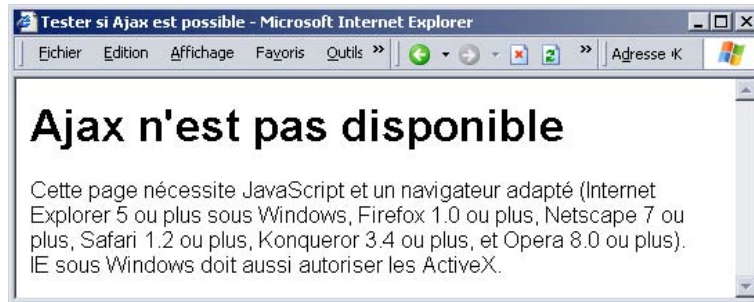 Tester si Ajax est possible - Microsoft Internet Explorer
Fichier Edition Affichage Favoris Outils » » Adresse
Ajax n'est pas disponible
Cette page nécessite JavaScript et un navigateur adapté (Internet
Explorer 5 ou plus sous Windows, Firefox 1.0 ou plus, Netscape 7 ou
plus, Safari 1.2 ou plus, Konqueror 3.4 ou plus, et Opera 8.0 ou plus).
IE sous Windows doit aussi autoriser les ActiveX.